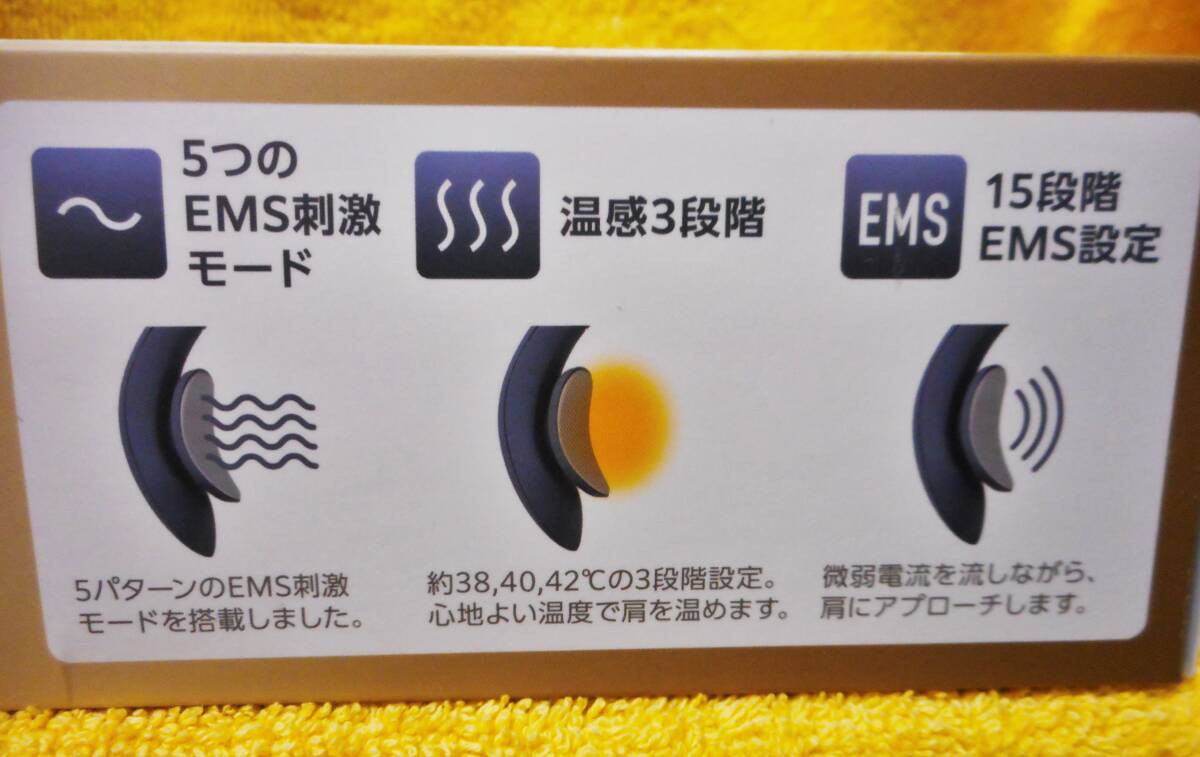 5つの
EMS刺激
モード
温感3段階
EMS
15段階
EMS設定
5パターンのEMS刺激
モードを搭載しました。
約38,40,42℃の3段階設定。
心地よい温度で肩を温めます。
微弱電流を流しながら、
肩にアプローチします。